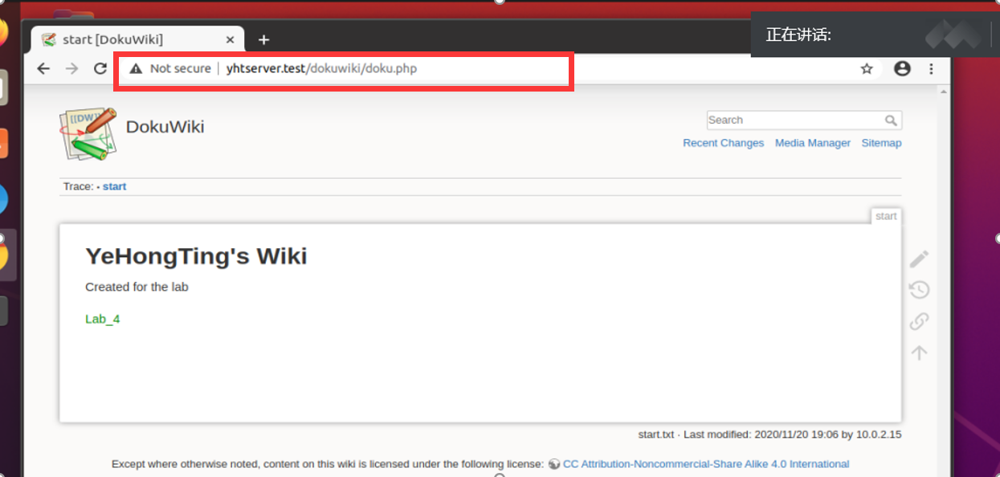 正在讲话:
start [DokuWiki]
Not secure | yhtserver.test/dokuwiki/doku.php
[[DW]]
DokuWiki
Search
Recent Changes Media Manager Sitemap
Trace: • start
start
YeHongTing's Wiki
Created for the lab
Lab_4
start.txt · Last modified: 2020/11/20 19:06 by 10.0.2.15
Except where otherwise noted, content on this wiki is licensed under the following license: CC Attribution-Noncommercial-Share Alike 4.0 International